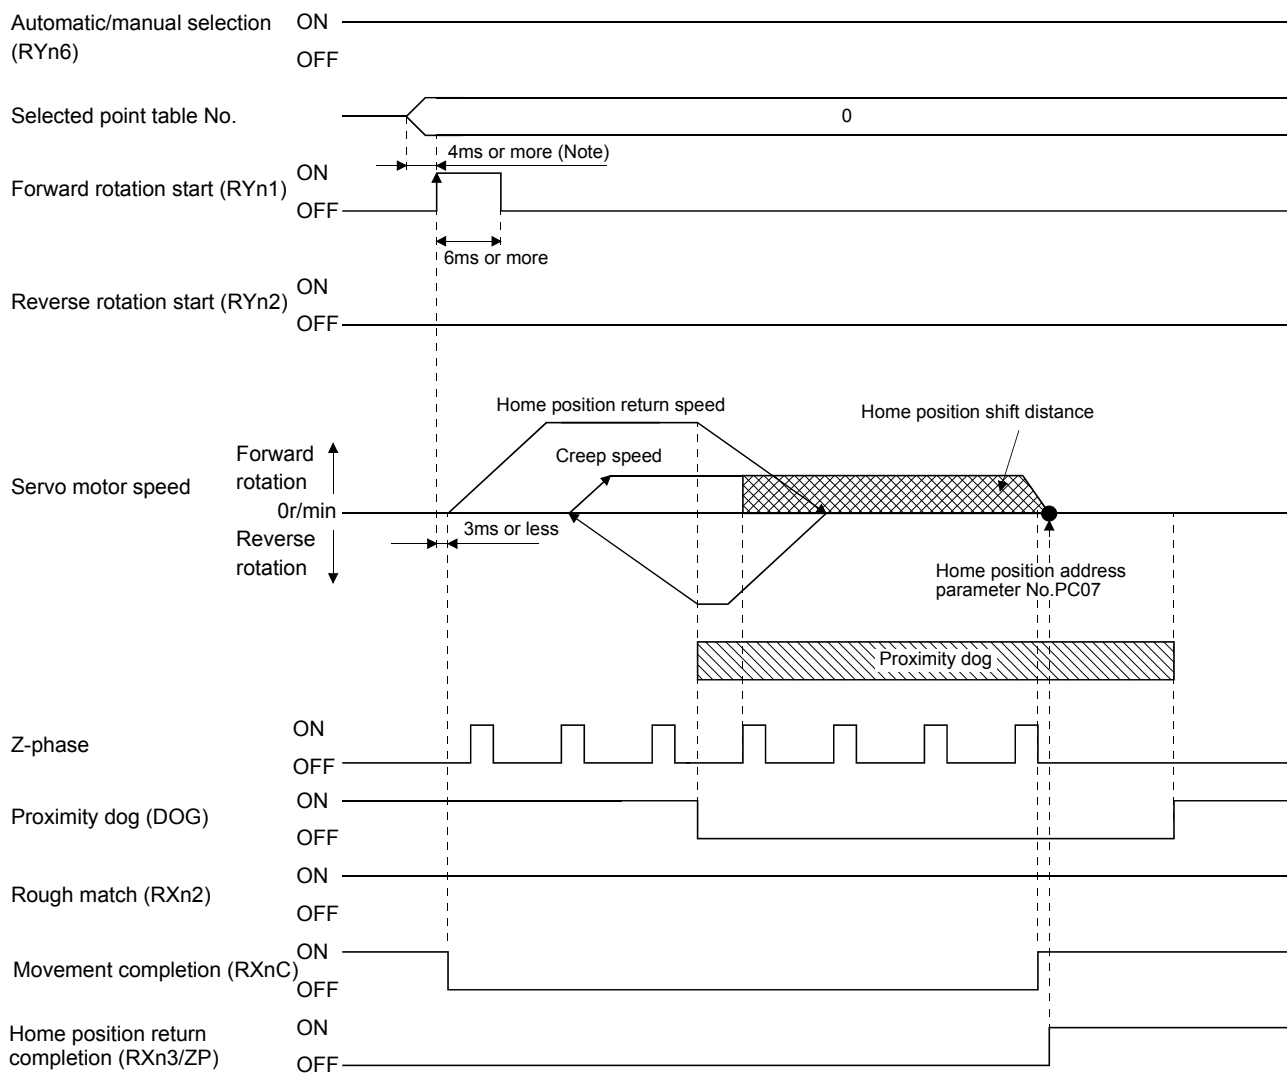 Automatic/manual selection
(RYn6)
ON
OFF
Selected point table No.
0
4ms or more (Note)
Forward rotation start (RYn1)
ON
OFF
6ms or more
Reverse rotation start (RYn2)
ON
OFF
Home position return speed
Home position shift distance
Creep speed
Forward
rotation
Servo motor speed
0r/min
3ms or less
Reverse
rotation
Home position address
parameter No.PC07
Proximity dog
Z-phase
ON
OFF
Proximity dog (DOG)
ON
OFF
Rough match (RXn2)
ON
OFF
Movement completion (RXnC)
ON
OFF
Home position return
completion (RXn3/ZP)
ON
OFF